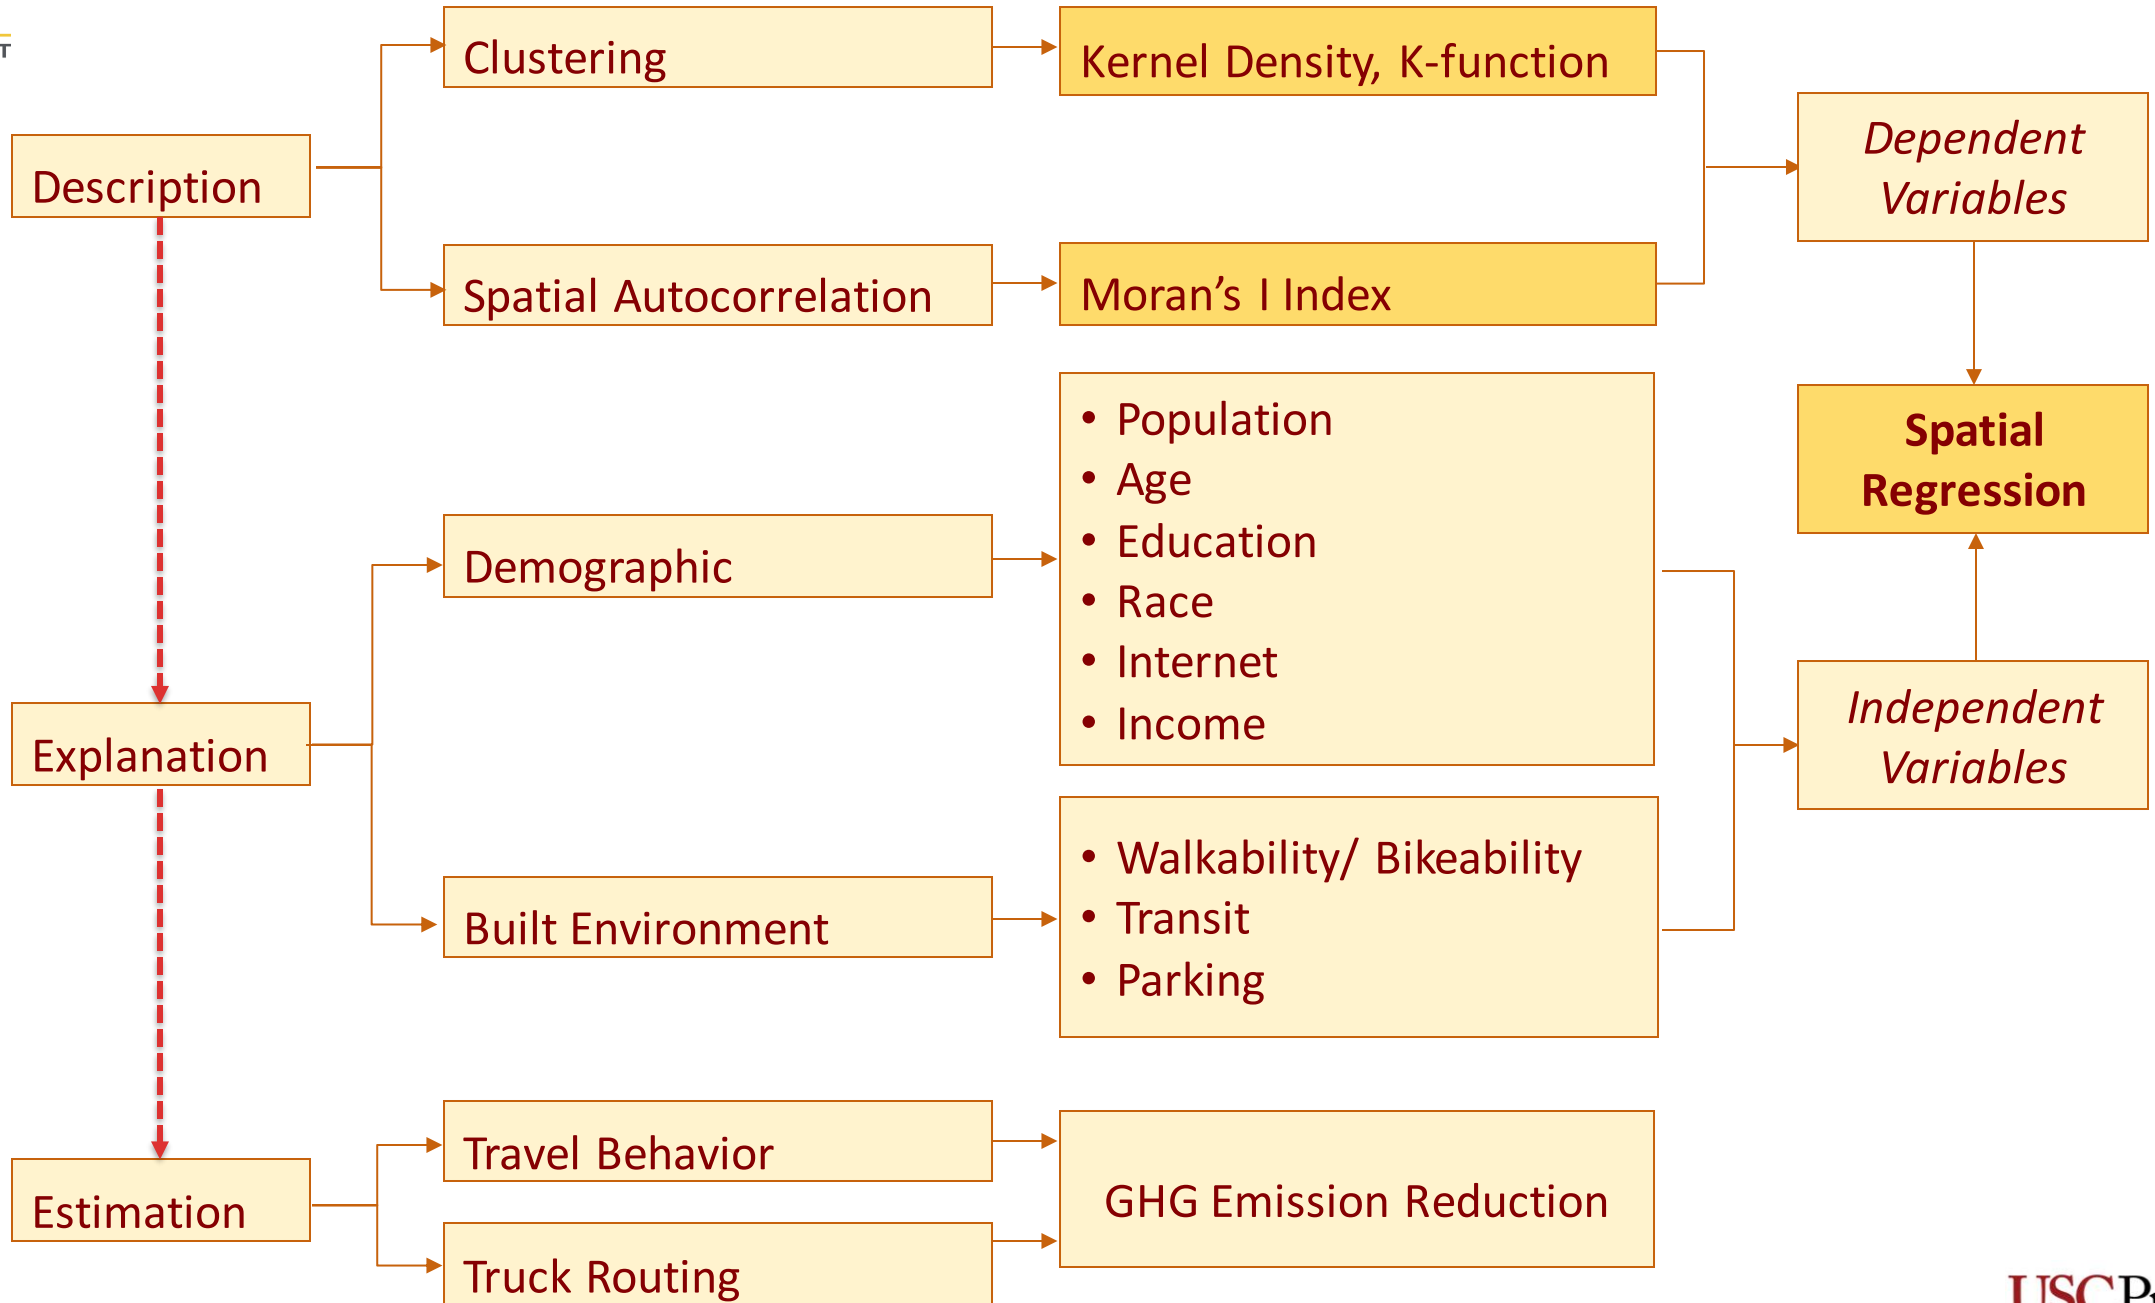 T
Clustering
Kernel Density, K-function
Description
Dependent
Variables
Spatial Autocorrelation
Moran’s I Index
Spatial
Regression
Demographic
• Population
• Age
• Education
• Race
• Internet
• Income
Explanation
Independent
Variables
Built Environment
• Walkability/ Bikeability
• Transit
• Parking
Travel Behavior
Estimation
GHG Emission Reduction
Truck Routing
USC